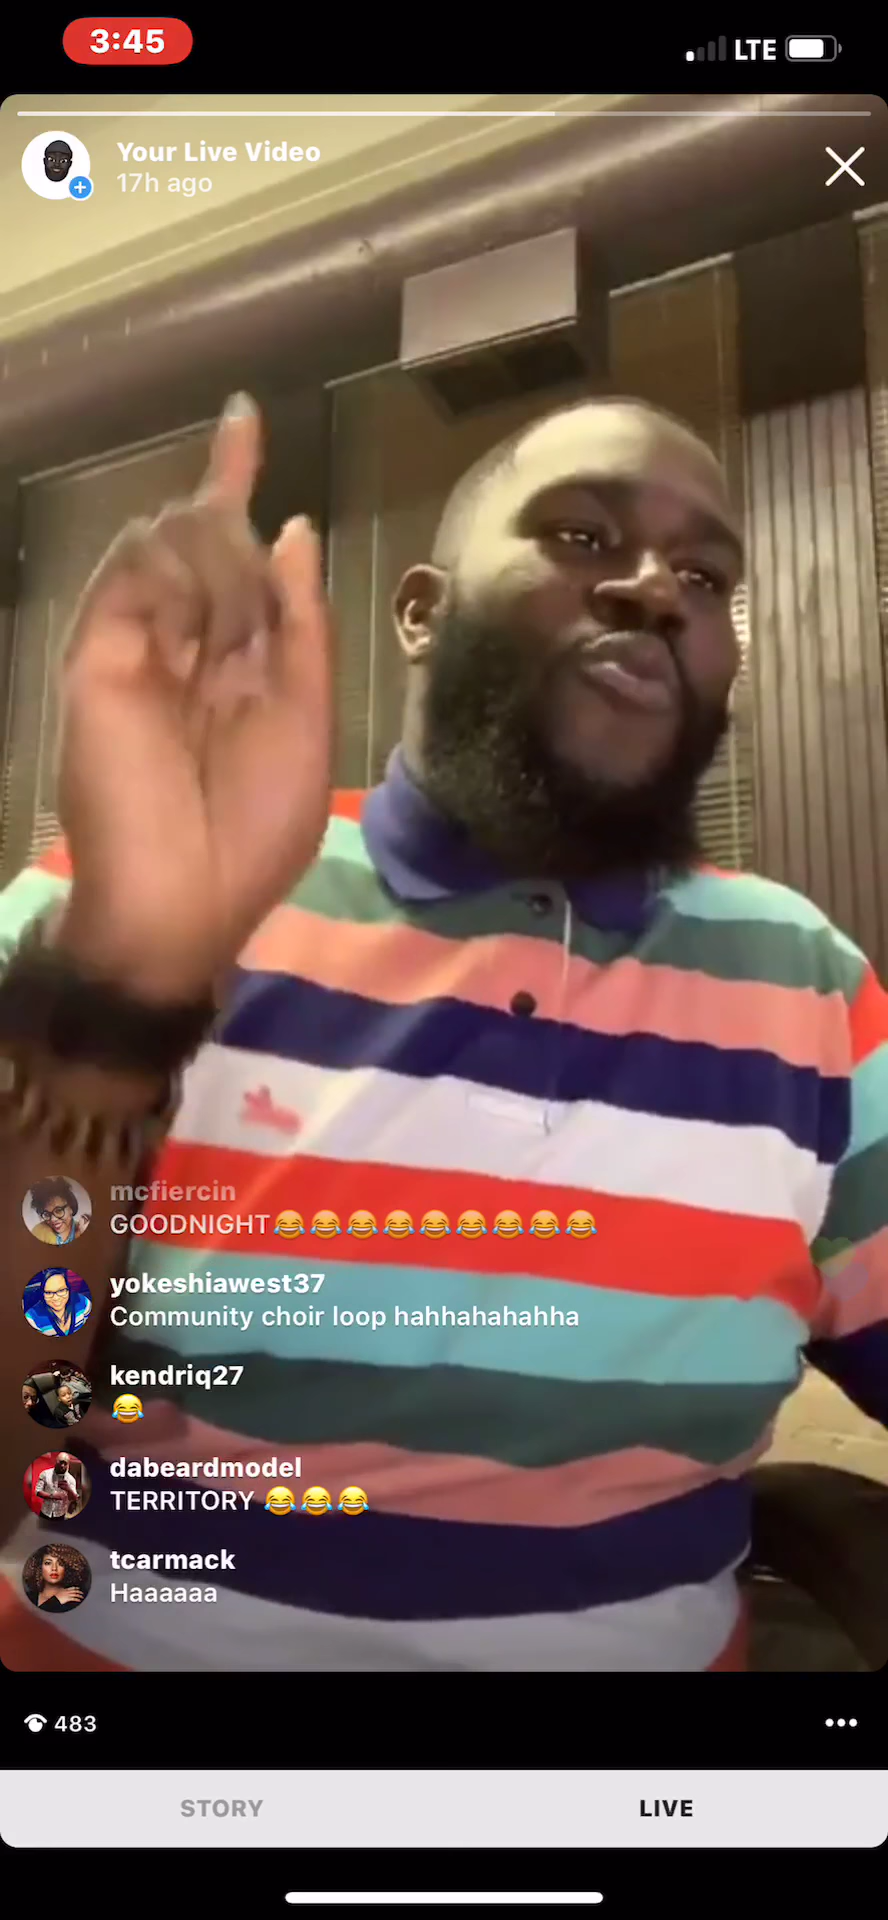 3:45
LTE
Your Live Video
17h ago
mcfiercin
GOODNIGHT😂😂😂😂😂😂😂😂😂
yokeshiawest37
Community choir loop hahhahahahha
kendriq27
😂
dabeardmodel
TERRITORY 😂😂😂
tcarmack
Haaaaaa
483
STORY
LIVE